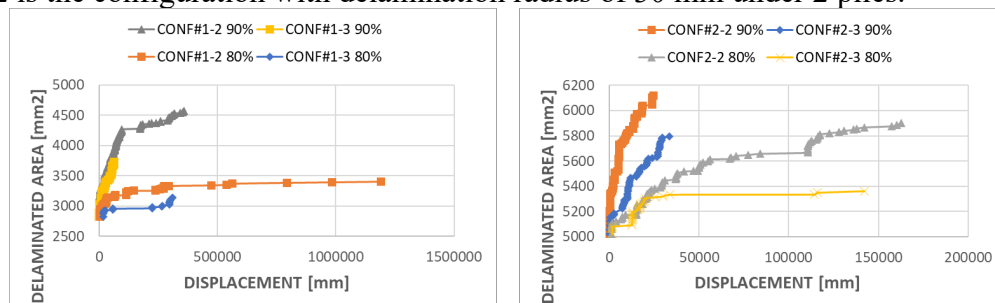 2 is the configuration with delamination radius of 30 mm under 2 plies.
CONF#1-2 90% CONF#1-3 90%
CONF#1-2 80% CONF#1-3 80%
5000
4500
4000
3500
3000
2500
0 500000 1000000 1500000
DELAMINATED AREA [mm2]
DISPLACEMENT [mm]
CONF#2-2 90% CONF#2-3 90%
CONF2-2 80% CONF#2-3 80%
6200
6000
5800
5600
5400
5200
5000
0 50000 100000 150000 200000
DELAMINATED AREA [mm2]
DISPLACEMENT [mm]